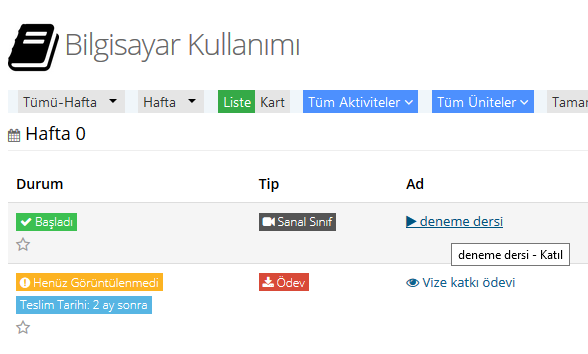 Bilgisayar Kullanımı
Tümü-Hafta Hafta Liste Kart Tüm Aktiviteler Tüm Üniteler
Hafta 0
Durum Tip Ad
Başladı Sanal Sınıf deneme dersi
deneme dersi - Katıl
Henüz Görüntülenmedi Ödev Vize katkı ödevi
Teslim Tarihi: 2 ay sonra